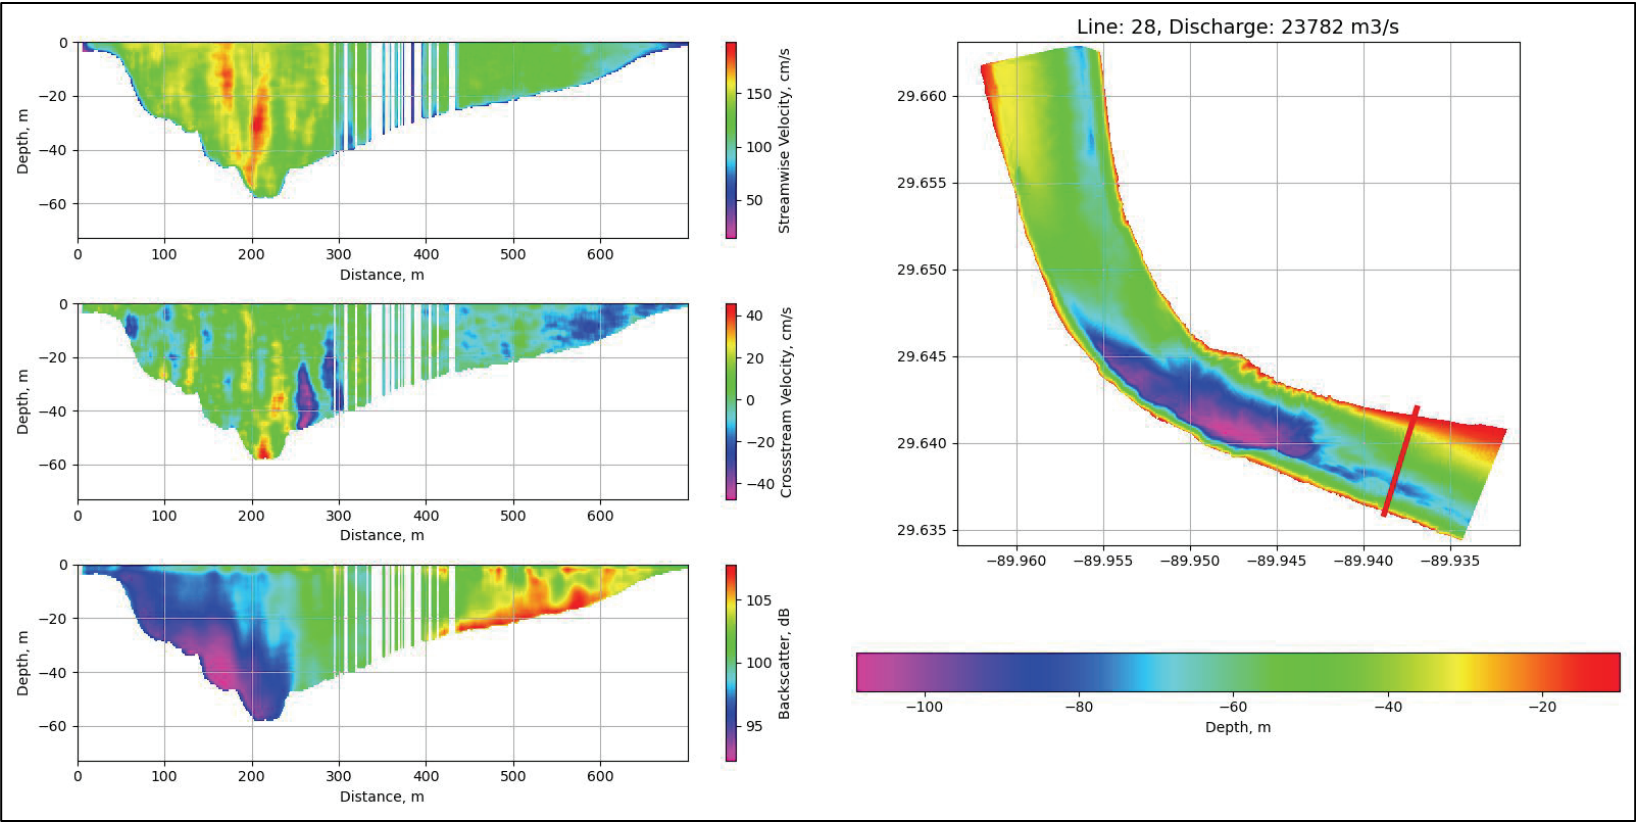 Line: 28, Discharge: 23782 m3/s
0
−20
−40
−60
Depth, m
0 100 200 300 400 500 600
Distance, m
150
100
50
Streamwise Velocity, cm/s
0
−20
−40
−60
Depth, m
0 100 200 300 400 500 600
Distance, m
40
20
0
−20
−40
Crosssstream Velocity, cm/s
0
−20
−40
−60
Depth, m
0 100 200 300 400 500 600
Distance, m
105
100
95
Backscatter, dB
29.660
29.655
29.650
29.645
29.640
29.635
−89.960 −89.955 −89.950 −89.945 −89.940 −89.935
−100 −80 −60 −40 −20
Depth, m